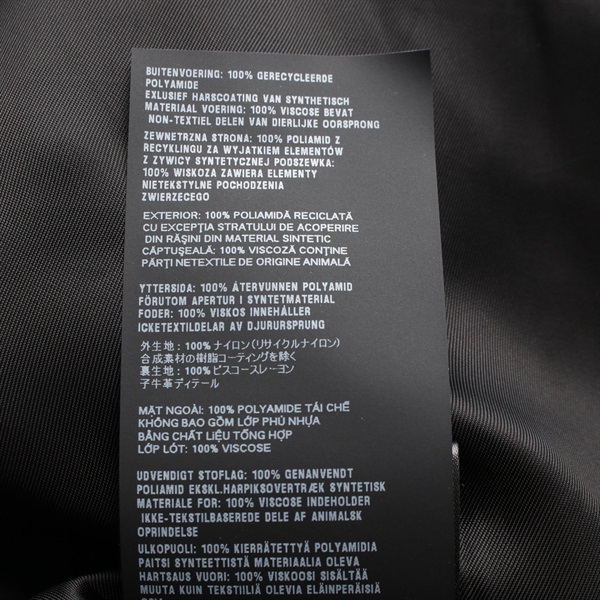 BUITENVOERING: 100% GERECYCLEERDE
POLYAMIDE
EXLUSIEF HARSCOATING VAN SYNTHETISCH
MATERIAAL VOERING: 100% VISCOSE BEVAT
NON-TEXTIEL DELEN VAN DIERLIJKE OORSPRONG
ZEWNETRZNA STRONA: 100% POLIAMID Z
RECYKLINGU ZA WYJATKIEM ELEMENTÓW
Z ZYWICY SYNTETYCZNEJ PODSZEWKA:
100% WISKOZA ZAWIERA ELEMENTY
NIETEKSTYLNE POCHODZENIA
ZWIERZECEGO
EXTERIOR: 100% POLIAMIDĂ RECICLATĂ
CU EXCEPȚIA STRATULUI DE ACOPERIRE
DIN RĂȘINI DIN MATERIAL SINTETIC
CĂPTUȘEALĂ: 100% VISCOZĂ CONȚINE
PĂRȚI NETEXTILE DE ORIGINE ANIMALĂ
YTTERSIDA: 100% ÅTERVUNNEN POLYAMID
FÖRUTOM APERTUR I SYNTETMATERIAL
FODER: 100% VISKOS INNEHÅLLER
ICKETEXTILDELAR AV DJURURSPRUNG
外生地：100%ナイロン(リサイクルナイロン)
合成素材の樹脂コーティングを除く
裏生地：100%ビスコースレーヨン
子牛革ディテール
MẶT NGOÀI: 100% POLYAMIDE TÁI CHẾ
KHÔNG BAO GỒM LỚP PHỦ NHỰA
BẰNG CHẤT LIỆU TỔNG HỢP
LỚP LÓT: 100% VISCOSE
UDVENDIGT STOFLAG: 100% GENANVENDT
POLIAMID EKSKL.HARPIKSOVERTRÆK SYNTETISK
MATERIALE FOR: 100% VISCOSE INDEHOLDER
IKKE-TEKSTILBASEREDE DELE AF ANIMALSK
OPRINDELSE
ULKOPUOLI: 100% KIERRÄTETTYÄ POLYAMIDIA
PAITSI SYNTEETTISTÄ MATERIAALIA OLEVA
HARTSAUS VUORI: 100% VISKOOSI SISÄLTÄÄ
MUUTA KUIN TEKSTIILIÄ OLEVIA ELÄINPERÄISIÄ